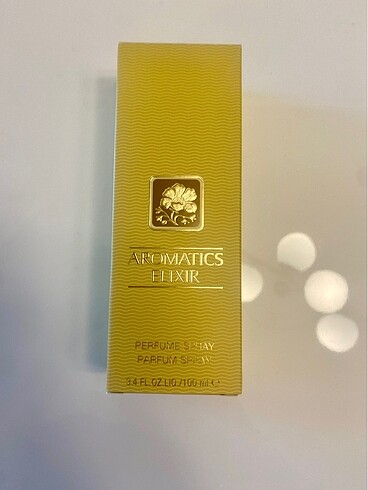 AROMATICS
ELIXIR
PERFUME SPRAY
PARFUM SPRAY
3.4 FL.OZ.LIQ./100 mL ℮